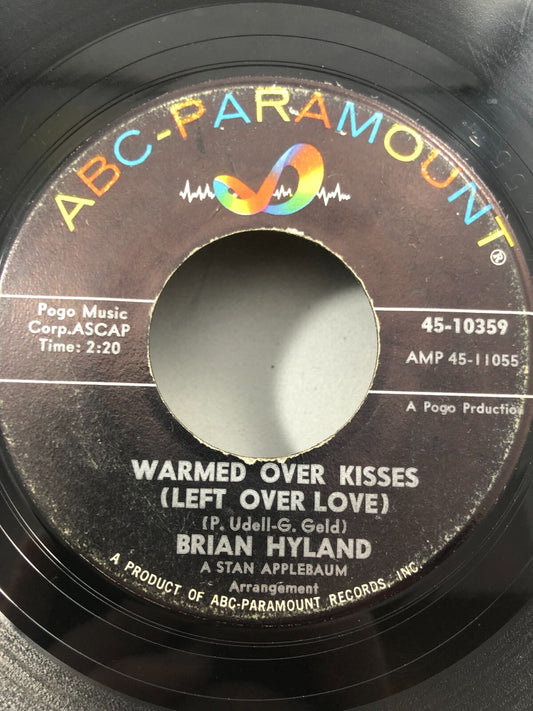 ABC-PARAMOUNT®
Pogo Music
Corp.ASCAP
Time: 2:20
45-10359
AMP 45-11055
A Pogo Prduction
WARMED OVER KISSES
(LEFT OVER LOVE)
(P. Udell-G. Geld)
BRIAN HYLAND
A STAN APPLEBAUM
Arrangement
A PRODUCT OF ABC-PARAMOUNT RECORDS, INC.